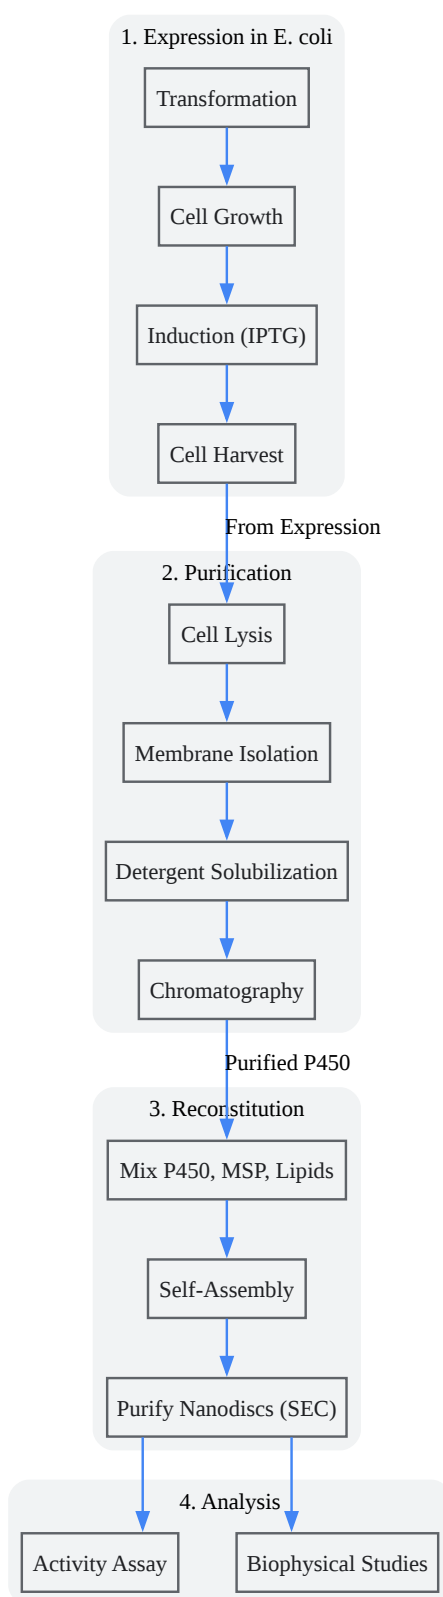 1. Expression in E. coli
Transformation
Cell Growth
Induction (IPTG)
Cell Harvest
From Expression
2. Purification
Cell Lysis
Membrane Isolation
Detergent Solubilization
Chromatography
Purified P450
3. Reconstitution
Mix P450, MSP, Lipids
Self-Assembly
Purify Nanodiscs (SEC)
4. Analysis
Activity Assay
Biophysical Studies